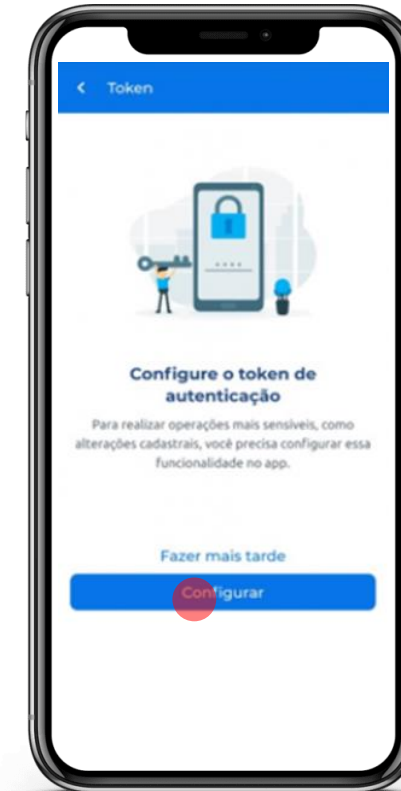 Token
Configure o token de
autenticação
Para realizar operações mais sensíveis, como
alterações cadastrais, você precisa configurar essa
funcionalidade no app.
Fazer mais tarde
Configurar